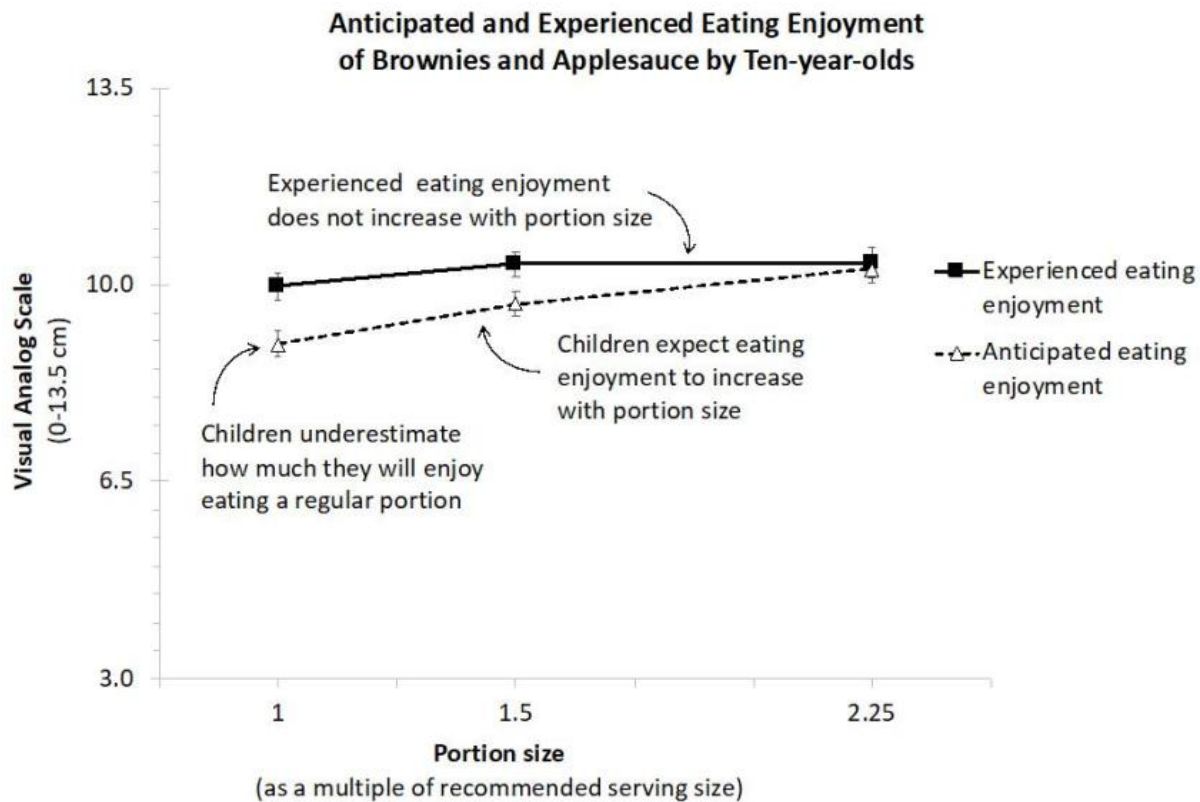 Anticipated and Experienced Eating Enjoyment
of Brownies and Applesauce by Ten-year-olds
13.5
10.0
6.5
3.0
Visual Analog Scale
(0-13.5 cm)
Experienced eating enjoyment
does not increase with portion size
Children expect eating
enjoyment to increase
with portion size
Children underestimate
how much they will enjoy
eating a regular portion
Experienced eating
enjoyment
Anticipated eating
enjoyment
1
1.5
2.25
Portion size
(as a multiple of recommended serving size)